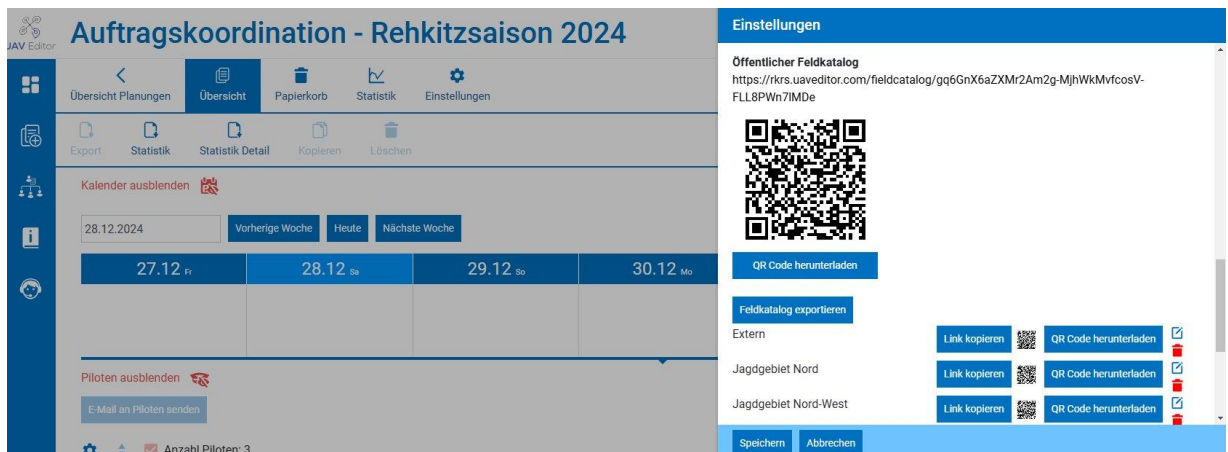 UAV Editor
Auftragskoordination - Rehkitzsaison 2024
Übersicht Planungen
Übersicht
Papierkorb
Statistik
Einstellungen
Export
Statistik
Statistik Detail
Kopieren
Löschen
Kalender ausblenden
28.12.2024
Vorherige Woche
Heute
Nächste Woche
27.12 Fr
28.12 Sa
29.12 So
30.12 Mo
Piloten ausblenden
E-Mail an Piloten senden
Anzahl Piloten: 3
Einstellungen
Öffentlicher Feldkatalog
https://rkrs.uaveditor.com/fieldcatalog/gq6GnX6aZXMr2Am2g-MjhWkMvfcosV-
FLL8PWn7lMDe
QR Code herunterladen
Feldkatalog exportieren
Extern
Link kopieren
QR Code herunterladen
Jagdgebiet Nord
Link kopieren
QR Code herunterladen
Jagdgebiet Nord-West
Link kopieren
QR Code herunterladen
Speichern
Abbrechen